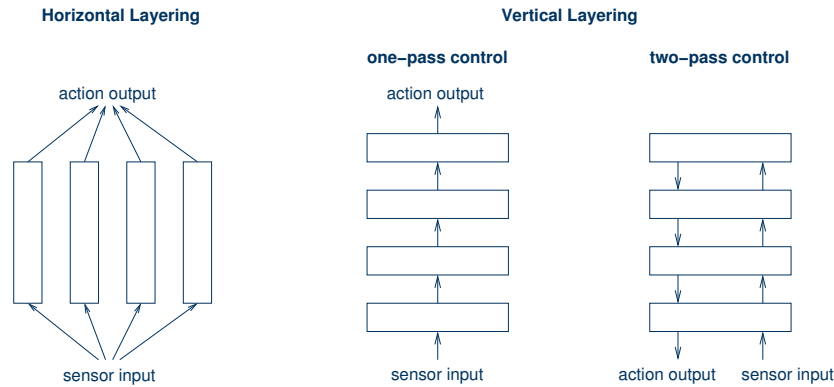 Horizontal Layering
Vertical Layering
one−pass control
two−pass control
action output
action output
sensor input
sensor input
action output
sensor input